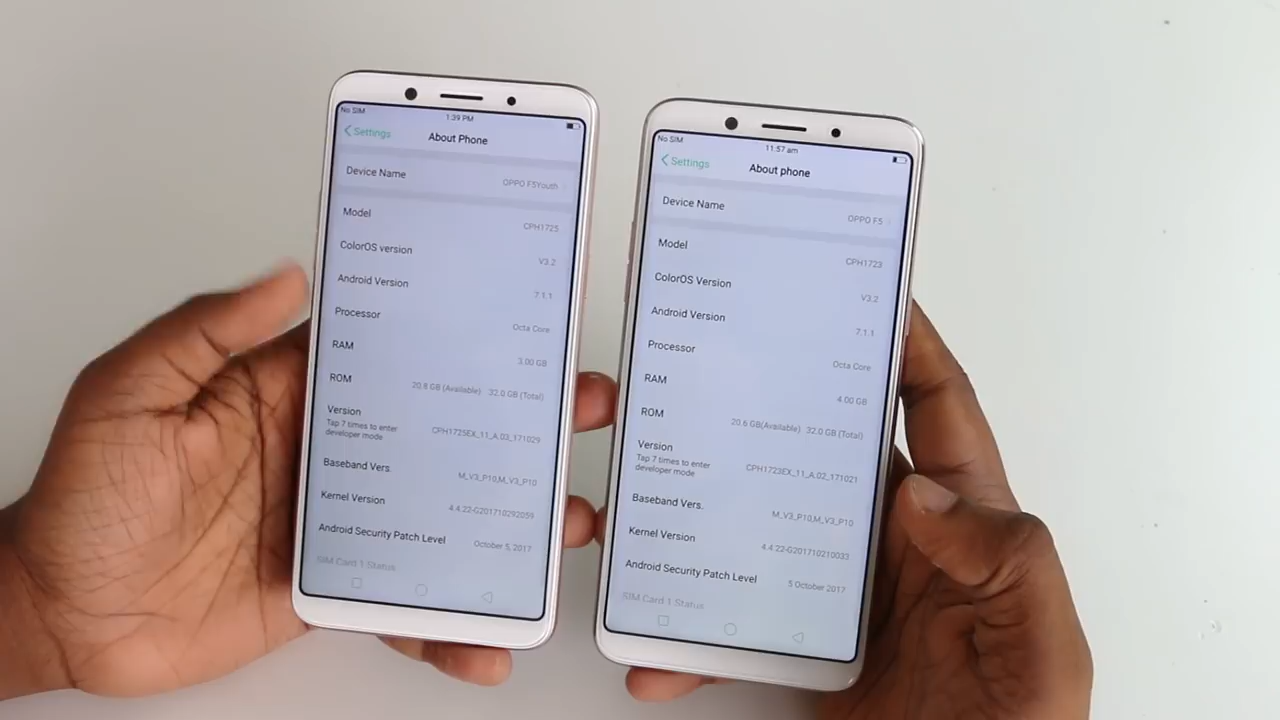 No SIM
1:39 PM
Settings
About Phone
Device Name
OPPO F5Youth
Model
CPH1725
ColorOS version
V3.2
Android Version
7.1.1
Processor
Octa Core
RAM
3.00 GB
ROM
20.8 GB (Available) 32.0 GB (Total)
Version
Tap 7 times to enter
developer mode
CPH1725EX_11_A.03_171029
Baseband Vers.
M_V3_P10,M_V3_P10
Kernel Version
4.4.22-G201710292059
Android Security Patch Level
October 5, 2017
SIM Card 1 Status
No SIM
11:57 am
Settings
About phone
Device Name
OPPO F5
Model
CPH1723
ColorOS Version
V3.2
Android Version
7.1.1
Processor
Octa Core
RAM
4.00 GB
ROM
20.6 GB(Available) 32.0 GB (Total)
Version
Tap 7 times to enter
developer mode
CPH1723EX_11_A.02_171021
Baseband Vers.
M_V3_P10,M_V3_P10
Kernel Version
4.4.22-G201710210033
Android Security Patch Level
5 October 2017
SIM Card 1 Status